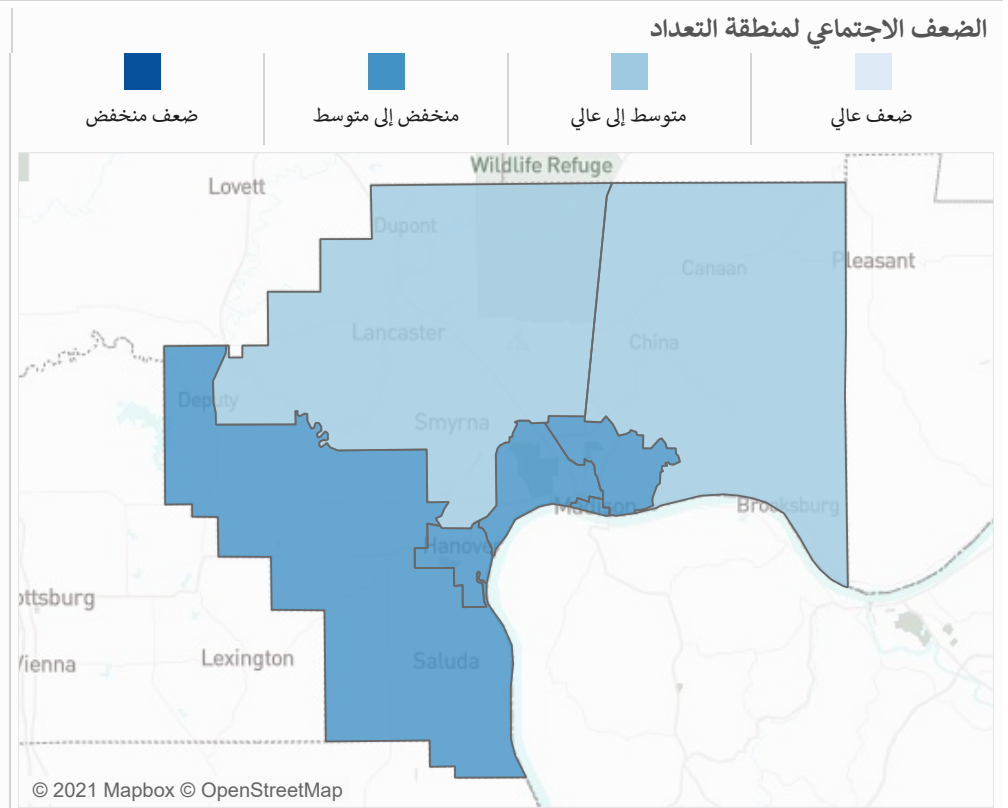 الضعف الاجتماعي لمنطقة التعداد
ضعف عالي
متوسط إلى عالي
منخفض إلى متوسط
ضعف منخفض
Wildlife Refuge
Lovett
Dupont
Pleasant
Canaan
Lancaster
China
Deputy
Smyrna
Madison
Brooksburg
Hanover
ottsburg
Vienna
Lexington
Saluda
© 2021 Mapbox © OpenStreetMap